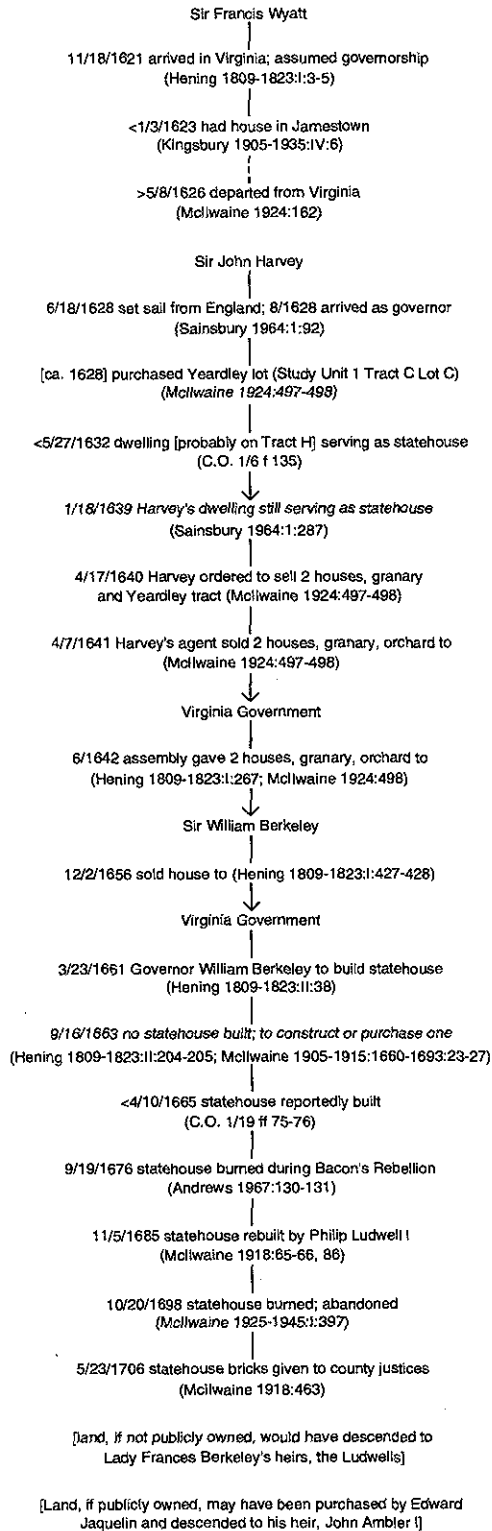 Sir Francis Wyatt
11/18/1621 arrived in Virginia; assumed governorship
(Hening 1809-1823:I:3-5)
<1/3/1623 had house in Jamestown
(Kingsbury 1905-1935:IV:6)
>5/8/1626 departed from Virginia
(McIlwaine 1924:162)
Sir John Harvey
6/18/1628 set sail from England; 8/1628 arrived as governor
(Sainsbury 1964:1:92)
[ca. 1628] purchased Yeardley lot (Study Unit 1 Tract C Lot C)
(McIlwaine 1924:497-498)
<5/27/1632 dwelling [probably on Tract H] serving as statehouse
(C.O. 1/6 f 135)
1/18/1639 Harvey's dwelling still serving as statehouse
(Sainsbury 1964:1:287)
4/17/1640 Harvey ordered to sell 2 houses, granary
and Yeardley tract (McIlwaine 1924:497-498)
4/7/1641 Harvey's agent sold 2 houses, granary, orchard to
(McIlwaine 1924:497-498)
Virginia Government
6/1642 assembly gave 2 houses, granary, orchard to
(Hening 1809-1823:I:267; McIlwaine 1924:498)
Sir William Berkeley
12/2/1656 sold house to (Hening 1809-1823:I:427-428)
Virginia Government
3/23/1661 Governor William Berkeley to build statehouse
(Hening 1809-1823:II:38)
9/16/1663 no statehouse built; to construct or purchase one
(Hening 1809-1823:II:204-205; McIlwaine 1905-1915:1660-1693:23-27)
<4/10/1665 statehouse reportedly built
(C.O. 1/19 ff 75-76)
9/19/1676 statehouse burned during Bacon's Rebellion
(Andrews 1967:130-131)
11/5/1685 statehouse rebuilt by Philip Ludwell I
(McIlwaine 1918:65-66, 86)
10/20/1698 statehouse burned; abandoned
(McIlwaine 1925-1945:I:397)
5/23/1706 statehouse bricks given to county justices
(McIlwaine 1918:463)
[land, if not publicly owned, would have descended to
Lady Frances Berkeley's heirs, the Ludwells]
[Land, if publicly owned, may have been purchased by Edward
Jaquelin and descended to his heir, John Ambler I]